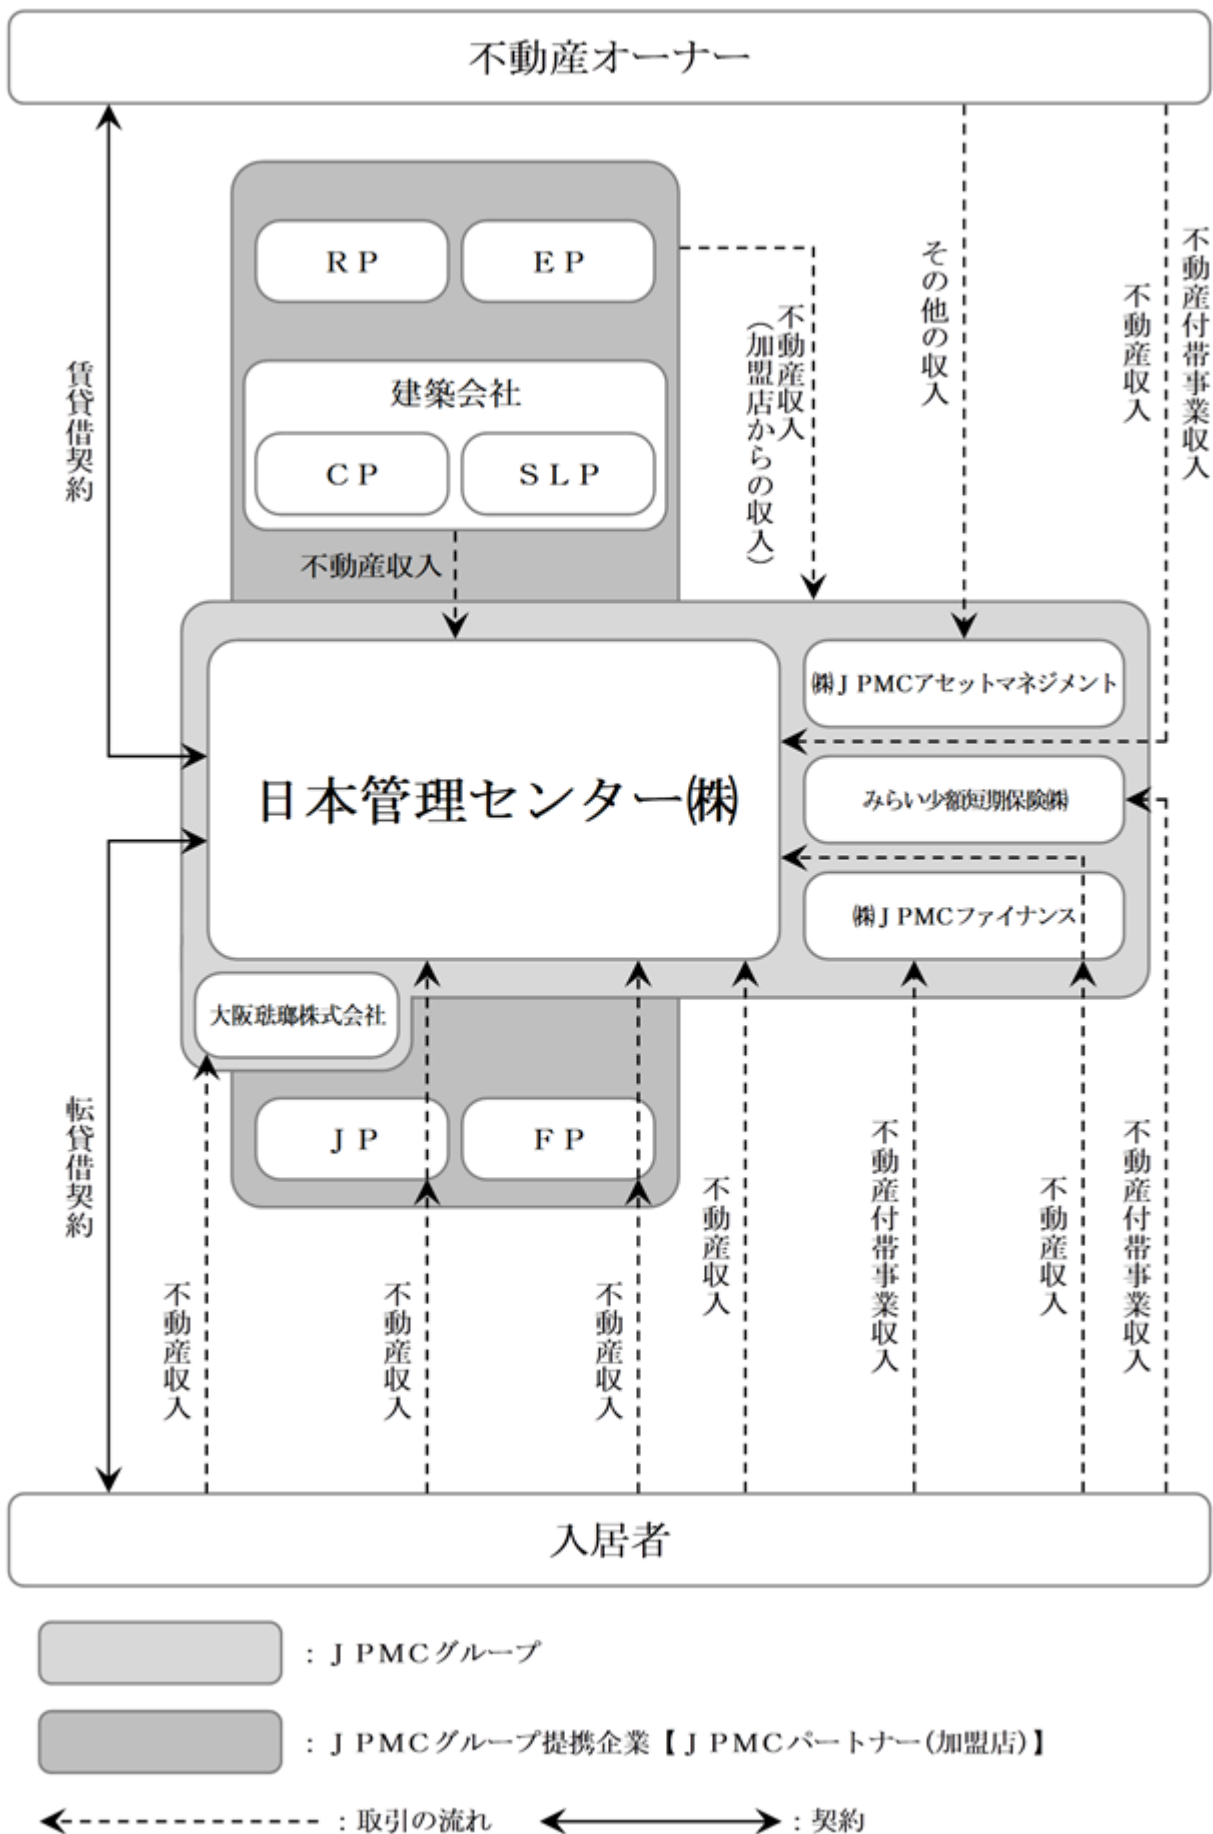 不動産オーナー
RP
EP
建築会社
CP
SLP
不動産収入
賃貸借契約
不動産収入
(加盟店からの収入)
その他の収入
不動産収入
不動産付帯事業収入
日本管理センター㈱
㈱JPMCアセットマネジメント
みらい少額短期保険㈱
㈱JPMCファイナンス
大阪琺瑯株式会社
JP
FP
転貸借契約
不動産収入
不動産収入
不動産収入
不動産収入
不動産付帯事業収入
不動産収入
不動産付帯事業収入
入居者
：JPMCグループ
：JPMCグループ提携企業【JPMCパートナー(加盟店)】
：取引の流れ
：契約